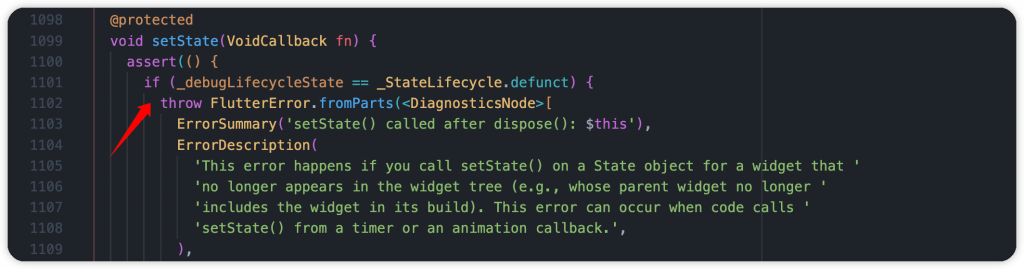 1098 @protected
1099 void setState(VoidCallback fn) {
1100 assert(() {
1101 if (_debugLifecycleState == _StateLifecycle.defunct) {
1102 throw FlutterError.fromParts(<DiagnosticsNode>[
1103 ErrorSummary('setState() called after dispose(): $this'),
1104 ErrorDescription(
1105 'This error happens if you call setState() on a State object for a widget that '
1106 'no longer appears in the widget tree (e.g., whose parent widget no longer '
1107 'includes the widget in its build). This error can occur when code calls '
1108 'setState() from a timer or an animation callback.',
1109 ),